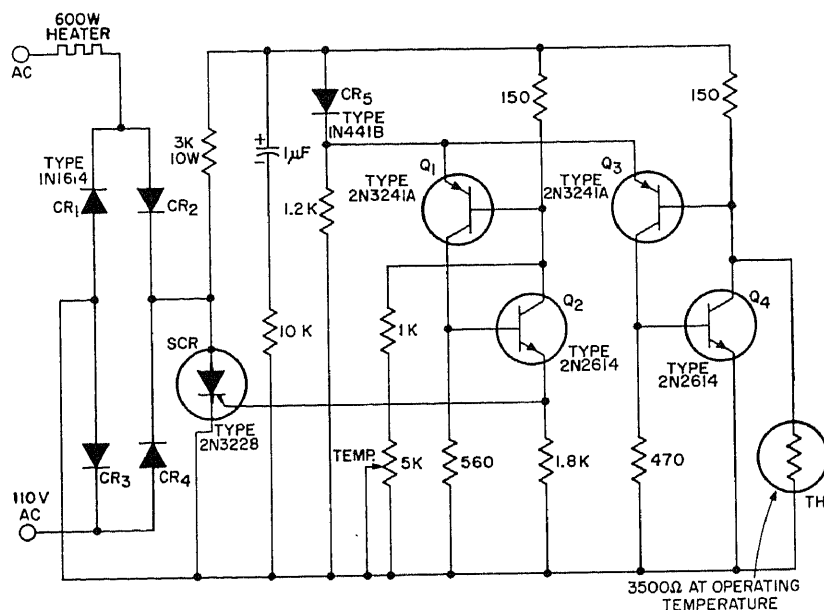 600W
HEATER
AC
3K
10W
+
−
1µF
CR5
TYPE
1N441B
1.2K
10 K
TYPE
1N1614
CR1
CR2
SCR
TYPE
2N3228
CR3
CR4
110V
AC
150
150
Q1
TYPE
2N3241A
Q3
TYPE
2N3241A
1K
Q2
TYPE
2N2614
Q4
TYPE
2N2614
TEMP.
5K
560
1.8K
470
TH
3500Ω AT OPERATING
TEMPERATURE